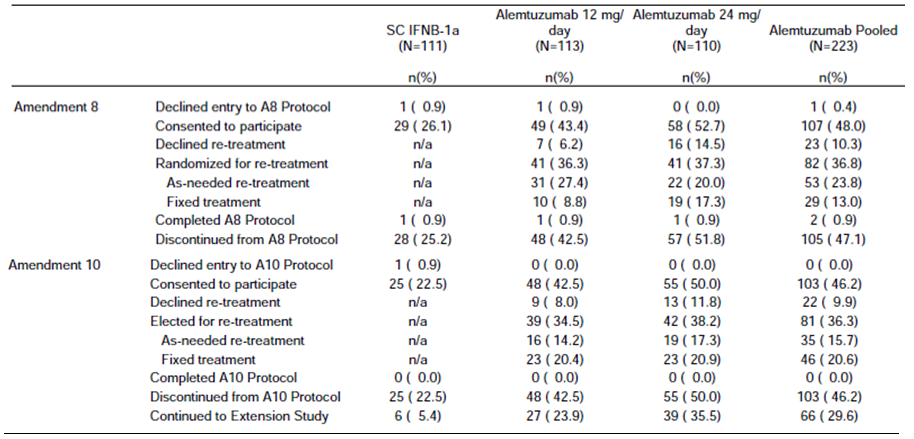 SC IFNB-1a (N=111) Alemtuzumab 12 mg/day (N=113) Alemtuzumab 24 mg/day (N=110) Alemtuzumab Pooled (N=223)
n(%) n(%) n(%) n(%)
Amendment 8 Declined entry to A8 Protocol 1 ( 0.9) 1 ( 0.9) 0 ( 0.0) 1 ( 0.4)
Consented to participate 29 ( 26.1) 49 ( 43.4) 58 ( 52.7) 107 ( 48.0)
Declined re-treatment n/a 7 ( 6.2) 16 ( 14.5) 23 ( 10.3)
Randomized for re-treatment n/a 41 ( 36.3) 41 ( 37.3) 82 ( 36.8)
As-needed re-treatment n/a 31 ( 27.4) 22 ( 20.0) 53 ( 23.8)
Fixed treatment n/a 10 ( 8.8) 19 ( 17.3) 29 ( 13.0)
Completed A8 Protocol 1 ( 0.9) 1 ( 0.9) 1 ( 0.9) 2 ( 0.9)
Discontinued from A8 Protocol 28 ( 25.2) 48 ( 42.5) 57 ( 51.8) 105 ( 47.1)
Amendment 10 Declined entry to A10 Protocol 1 ( 0.9) 0 ( 0.0) 0 ( 0.0) 0 ( 0.0)
Consented to participate 25 ( 22.5) 48 ( 42.5) 55 ( 50.0) 103 ( 46.2)
Declined re-treatment n/a 9 ( 8.0) 13 ( 11.8) 22 ( 9.9)
Elected for re-treatment n/a 39 ( 34.5) 42 ( 38.2) 81 ( 36.3)
As-needed re-treatment n/a 16 ( 14.2) 19 ( 17.3) 35 ( 15.7)
Fixed treatment n/a 23 ( 20.4) 23 ( 20.9) 46 ( 20.6)
Completed A10 Protocol 0 ( 0.0) 0 ( 0.0) 0 ( 0.0) 0 ( 0.0)
Discontinued from A10 Protocol 25 ( 22.5) 48 ( 42.5) 55 ( 50.0) 103 ( 46.2)
Continued to Extension Study 6 ( 5.4) 27 ( 23.9) 39 ( 35.5) 66 ( 29.6)